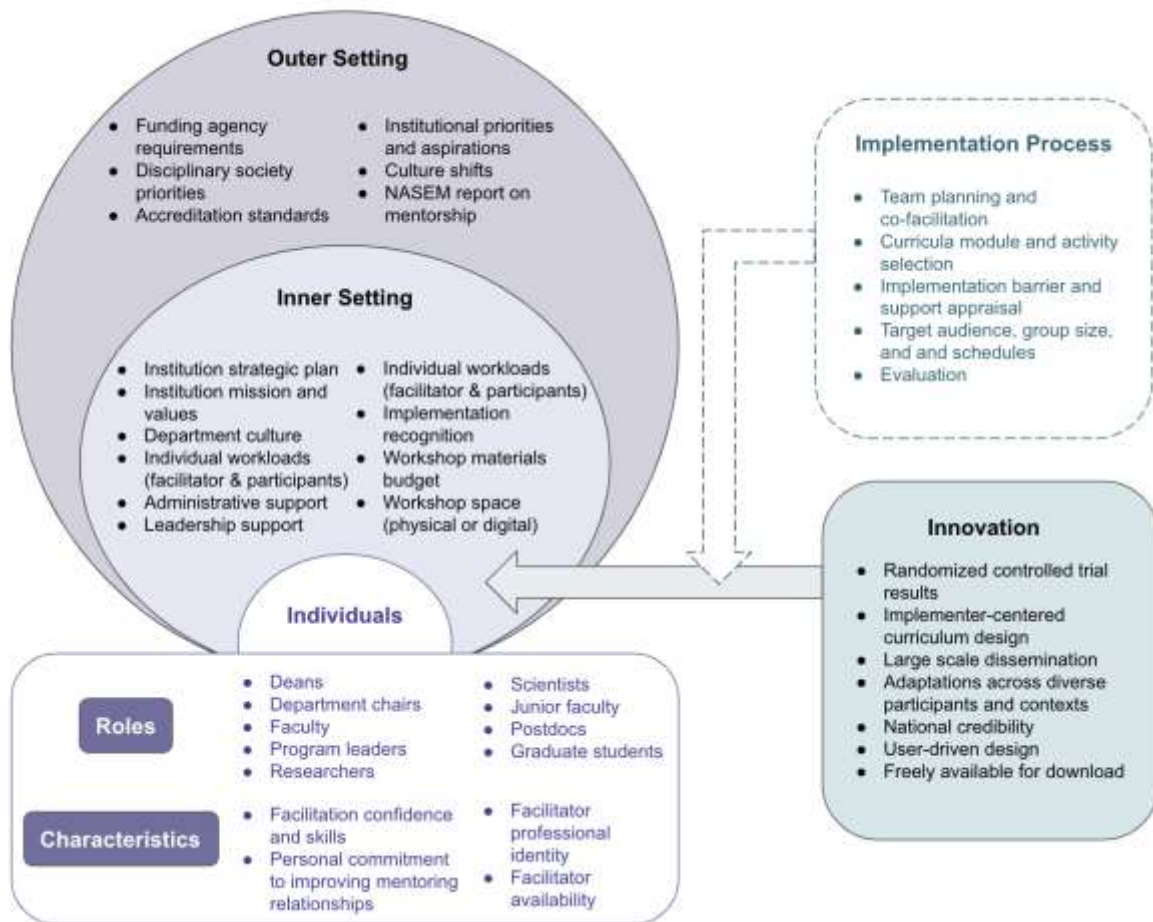 Outer Setting
● Funding agency
requirements
● Disciplinary society
priorities
● Accreditation standards
● Institutional priorities
and aspirations
● Culture shifts
● NASEM report on
mentorship
Inner Setting
● Institution strategic plan
● Institution mission and
values
● Department culture
● Individual workloads
(facilitator & participants)
● Administrative support
● Leadership support
● Individual workloads
(facilitator & participants)
● Implementation
recognition
● Workshop materials
budget
● Workshop space
(physical or digital)
Individuals
Roles
● Deans
● Department chairs
● Faculty
● Program leaders
● Researchers
● Scientists
● Junior faculty
● Postdocs
● Graduate students
Characteristics
● Facilitation confidence
and skills
● Personal commitment
to improving mentoring
relationships
● Facilitator
professional
identity
● Facilitator
availability
Implementation Process
● Team planning and
co-facilitation
● Curricula module and activity
selection
● Implementation barrier and
support appraisal
● Target audience, group size,
and and schedules
● Evaluation
Innovation
● Randomized controlled trial
results
● Implementer-centered
curriculum design
● Large scale dissemination
● Adaptations across diverse
participants and contexts
● National credibility
● User-driven design
● Freely available for download